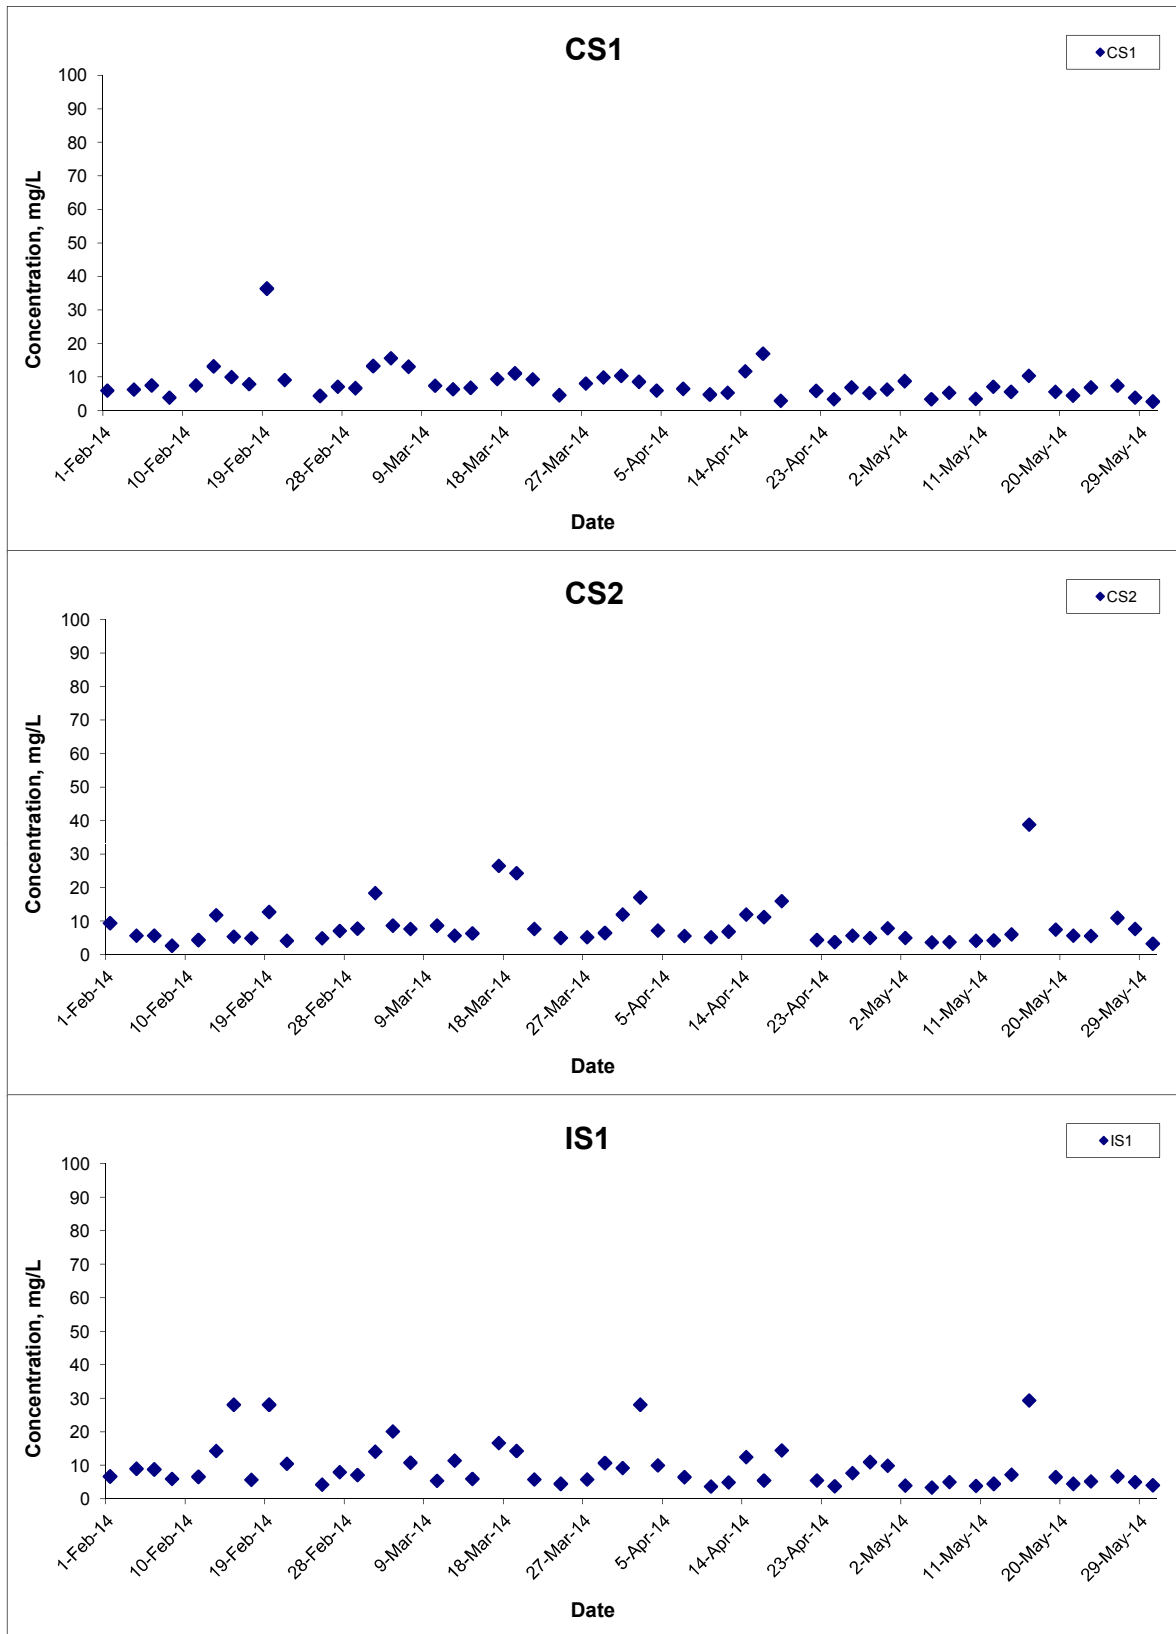 CS1
CS1
100
90
80
70
60
50
40
30
20
10
0
Concentration, mg/L
1-Feb-14
10-Feb-14
19-Feb-14
28-Feb-14
9-Mar-14
18-Mar-14
27-Mar-14
5-Apr-14
14-Apr-14
23-Apr-14
2-May-14
11-May-14
20-May-14
29-May-14
Date
CS2
CS2
100
90
80
70
60
50
40
30
20
10
0
Concentration, mg/L
1-Feb-14
10-Feb-14
19-Feb-14
28-Feb-14
9-Mar-14
18-Mar-14
27-Mar-14
5-Apr-14
14-Apr-14
23-Apr-14
2-May-14
11-May-14
20-May-14
29-May-14
Date
IS1
IS1
100
90
80
70
60
50
40
30
20
10
0
Concentration, mg/L
1-Feb-14
10-Feb-14
19-Feb-14
28-Feb-14
9-Mar-14
18-Mar-14
27-Mar-14
5-Apr-14
14-Apr-14
23-Apr-14
2-May-14
11-May-14
20-May-14
29-May-14
Date